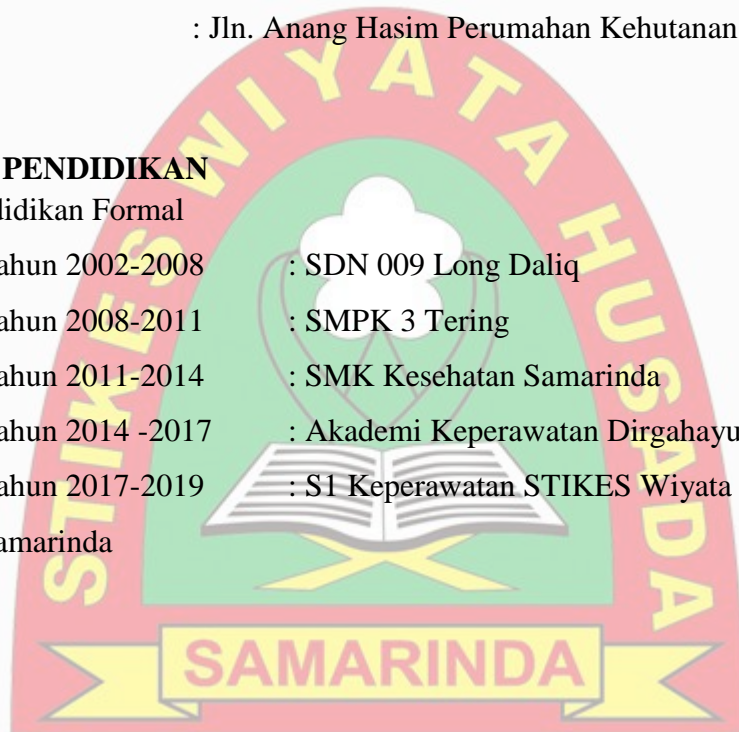 : Jln. Anang Hasim Perumahan Kehutanan
PENDIDIKAN
didikan Formal
ahun 2002-2008 : SDN 009 Long Daliq
ahun 2008-2011 : SMPK 3 Tering
ahun 2011-2014 : SMK Kesehatan Samarinda
ahun 2014 -2017 : Akademi Keperawatan Dirgahayu
ahun 2017-2019 : S1 Keperawatan STIKES Wiyata
amarinda
STIKES WIYATA HUSADA
SAMARINDA